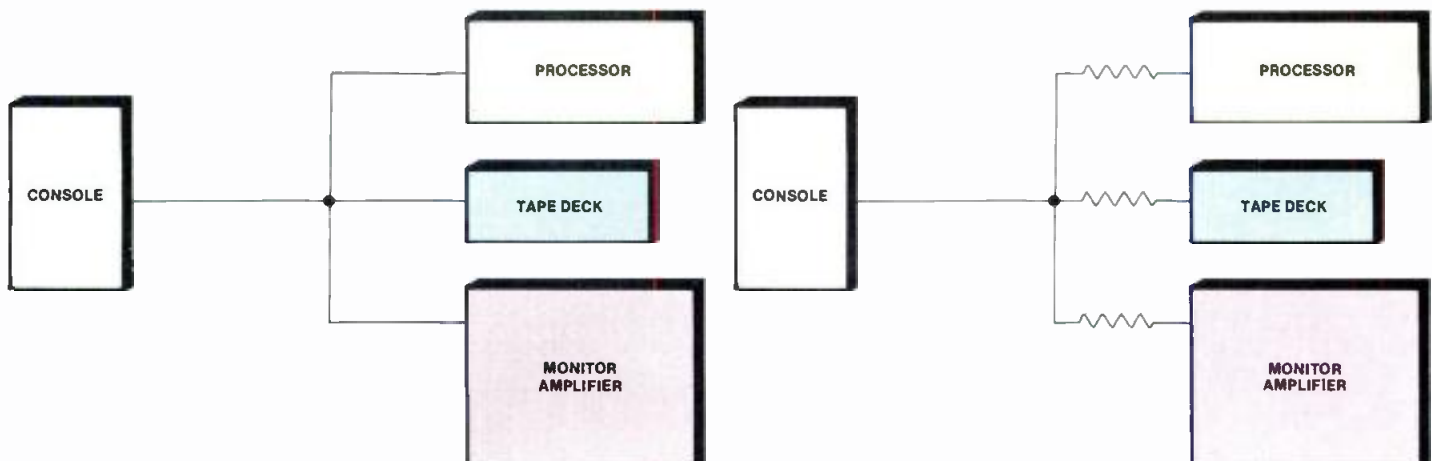 PROCESSOR
CONSOLE
TAPE DECK
MONITOR
AMPLIFIER
PROCESSOR
CONSOLE
TAPE DECK
MONITOR
AMPLIFIER